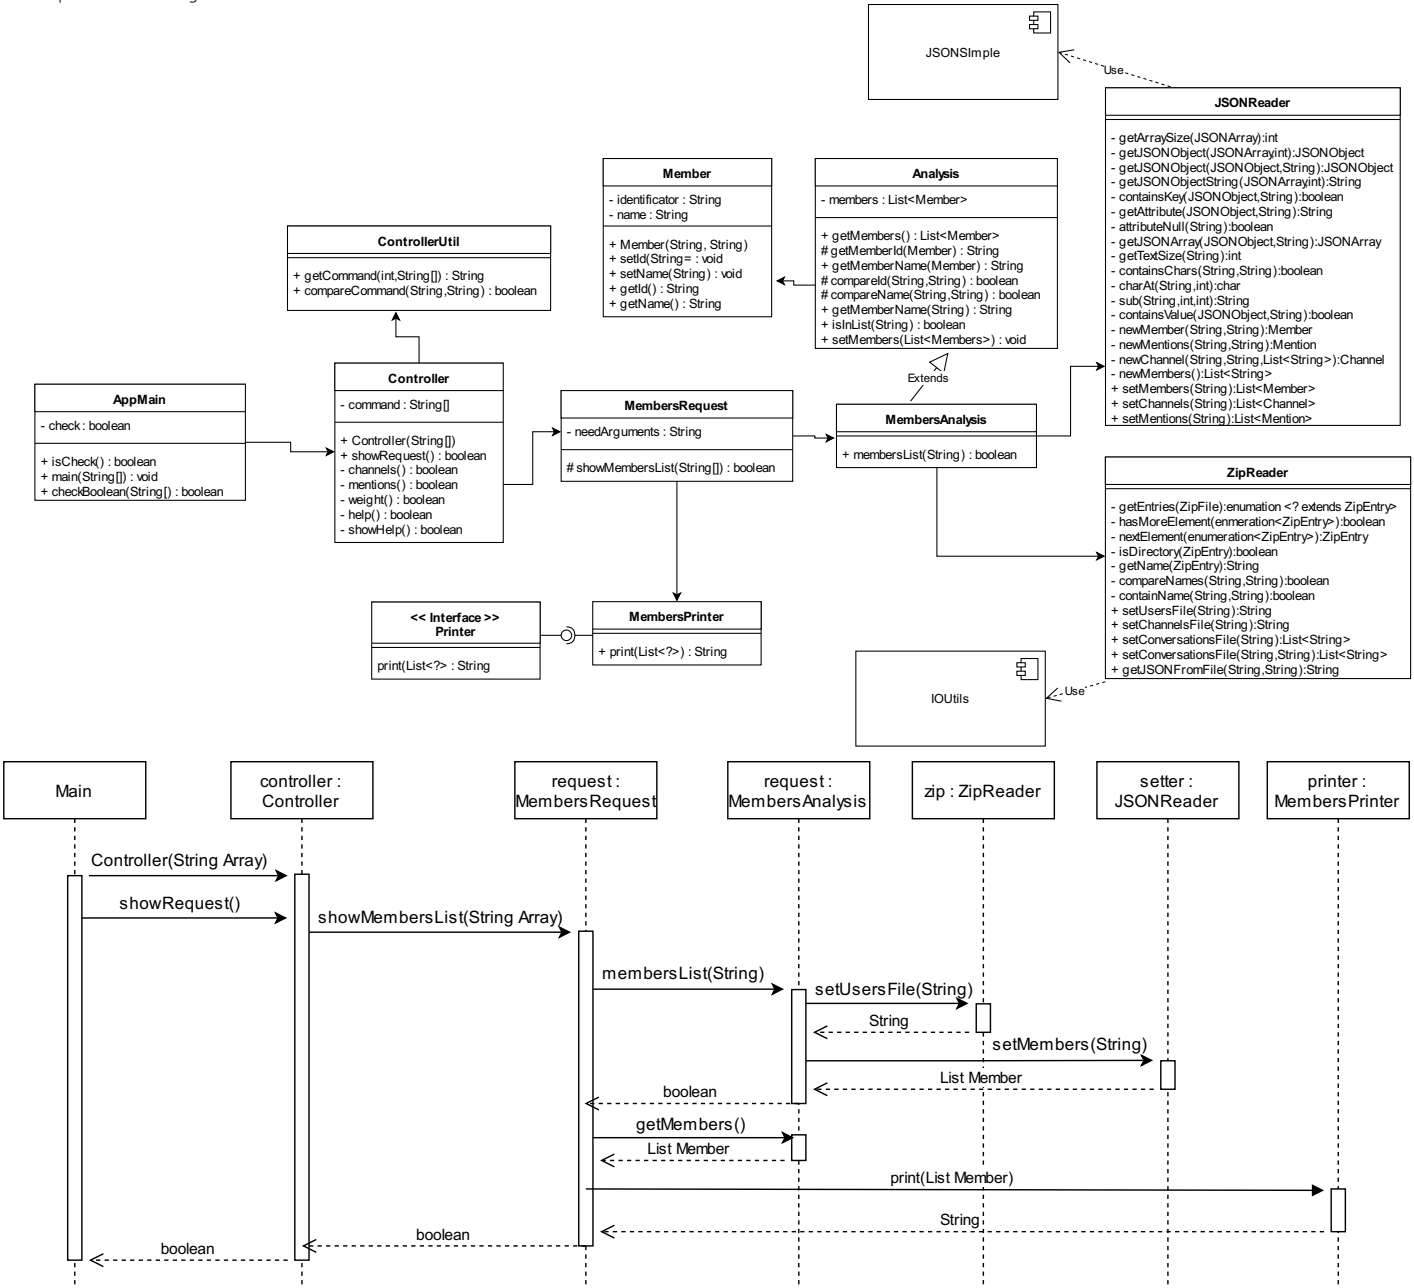 JSONSImple
Use
JSONReader
- getArraySize(JSONArray):int
- getJSONObject(JSONArray,int):JSONObject
- getJSONObject(JSONObject,String):JSONObject
- getJSONObjectString(JSONArray,int):String
- containsKey(JSONObject,String):boolean
- getAttribute(JSONObject,String):String
- attributeNull(String):boolean
- getJSONArray(JSONObject,String):JSONArray
- getTextSize(String):int
- containsChars(String,String):boolean
- charAt(String,int):char
- sub(String,int,int):String
- containsValue(JSONObject,String):boolean
- newMember(String,String):Member
- newMentions(String,String):Mention
- newChannel(String,String,List<String>):Channel
- newMembers():List<String>
+ setMembers(String):List<Member>
+ setChannels(String):List<Channel>
+ setMentions(String):List<Mention>
Member
- identificator : String
- name : String
+ Member(String, String)
+ setId(String= : void
+ setName(String) : void
+ getId() : String
+ getName() : String
Analysis
- members : List<Member>
+ getMembers() : List<Member>
# getMemberId(Member) : String
+ getMemberName(Member) : String
# compareId(String,String) : boolean
# compareName(String,String) : boolean
+ getMemberName(String) : String
+ isInList(String) : boolean
+ setMembers(List<Members>) : void
ControllerUtil
+ getCommand(int,String[]) : String
+ compareCommand(String,String) : boolean
Extends
AppMain
- check : boolean
+ isCheck() : boolean
+ main(String[]) : void
+ checkBoolean(String[) : boolean
Controller
- command : String[]
+ Controller(String[])
+ showRequest() : boolean
- channels() : boolean
- mentions() : boolean
- weight() : boolean
- help() : boolean
- showHelp() : boolean
MembersRequest
- needArguments : String
# showMembersList(String[]) : boolean
MembersAnalysis
+ membersList(String) : boolean
ZipReader
- getEntries(ZipFile):enumation <? extends ZipEntry>
- hasMoreElement(enmeration<ZipEntry>):boolean
- nextElement(enumeration<ZipEntry>):ZipEntry
- isDirectory(ZipEntry):boolean
- getName(ZipEntry):String
- compareNames(String,String):boolean
- containName(String,String):boolean
+ setUsersFile(String):String
+ setChannelsFile(String):String
+ setConversationsFile(String):List<String>
+ setConversationsFile(String,String):List<String>
+ getJSONFromFile(String,String):String
<< Interface >>
Printer
print(List<?> : String
MembersPrinter
+ print(List<?>) : String
IOUtils
Use
Main
controller :
Controller
request :
MembersRequest
request :
MembersAnalysis
zip : ZipReader
setter :
JSONReader
printer :
MembersPrinter
Controller(String Array)
showRequest()
showMembersList(String Array)
membersList(String)
setUsersFile(String)
String
setMembers(String)
List Member
boolean
getMembers()
List Member
print(List Member)
String
boolean
boolean